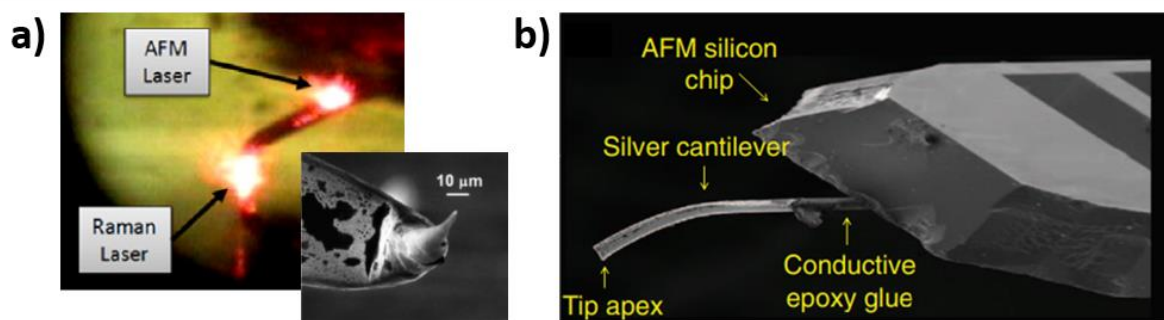 a)
AFM
Laser
Raman
Laser
10 μm
b)
AFM silicon
chip
Silver cantilever
Tip apex
Conductive
epoxy glue